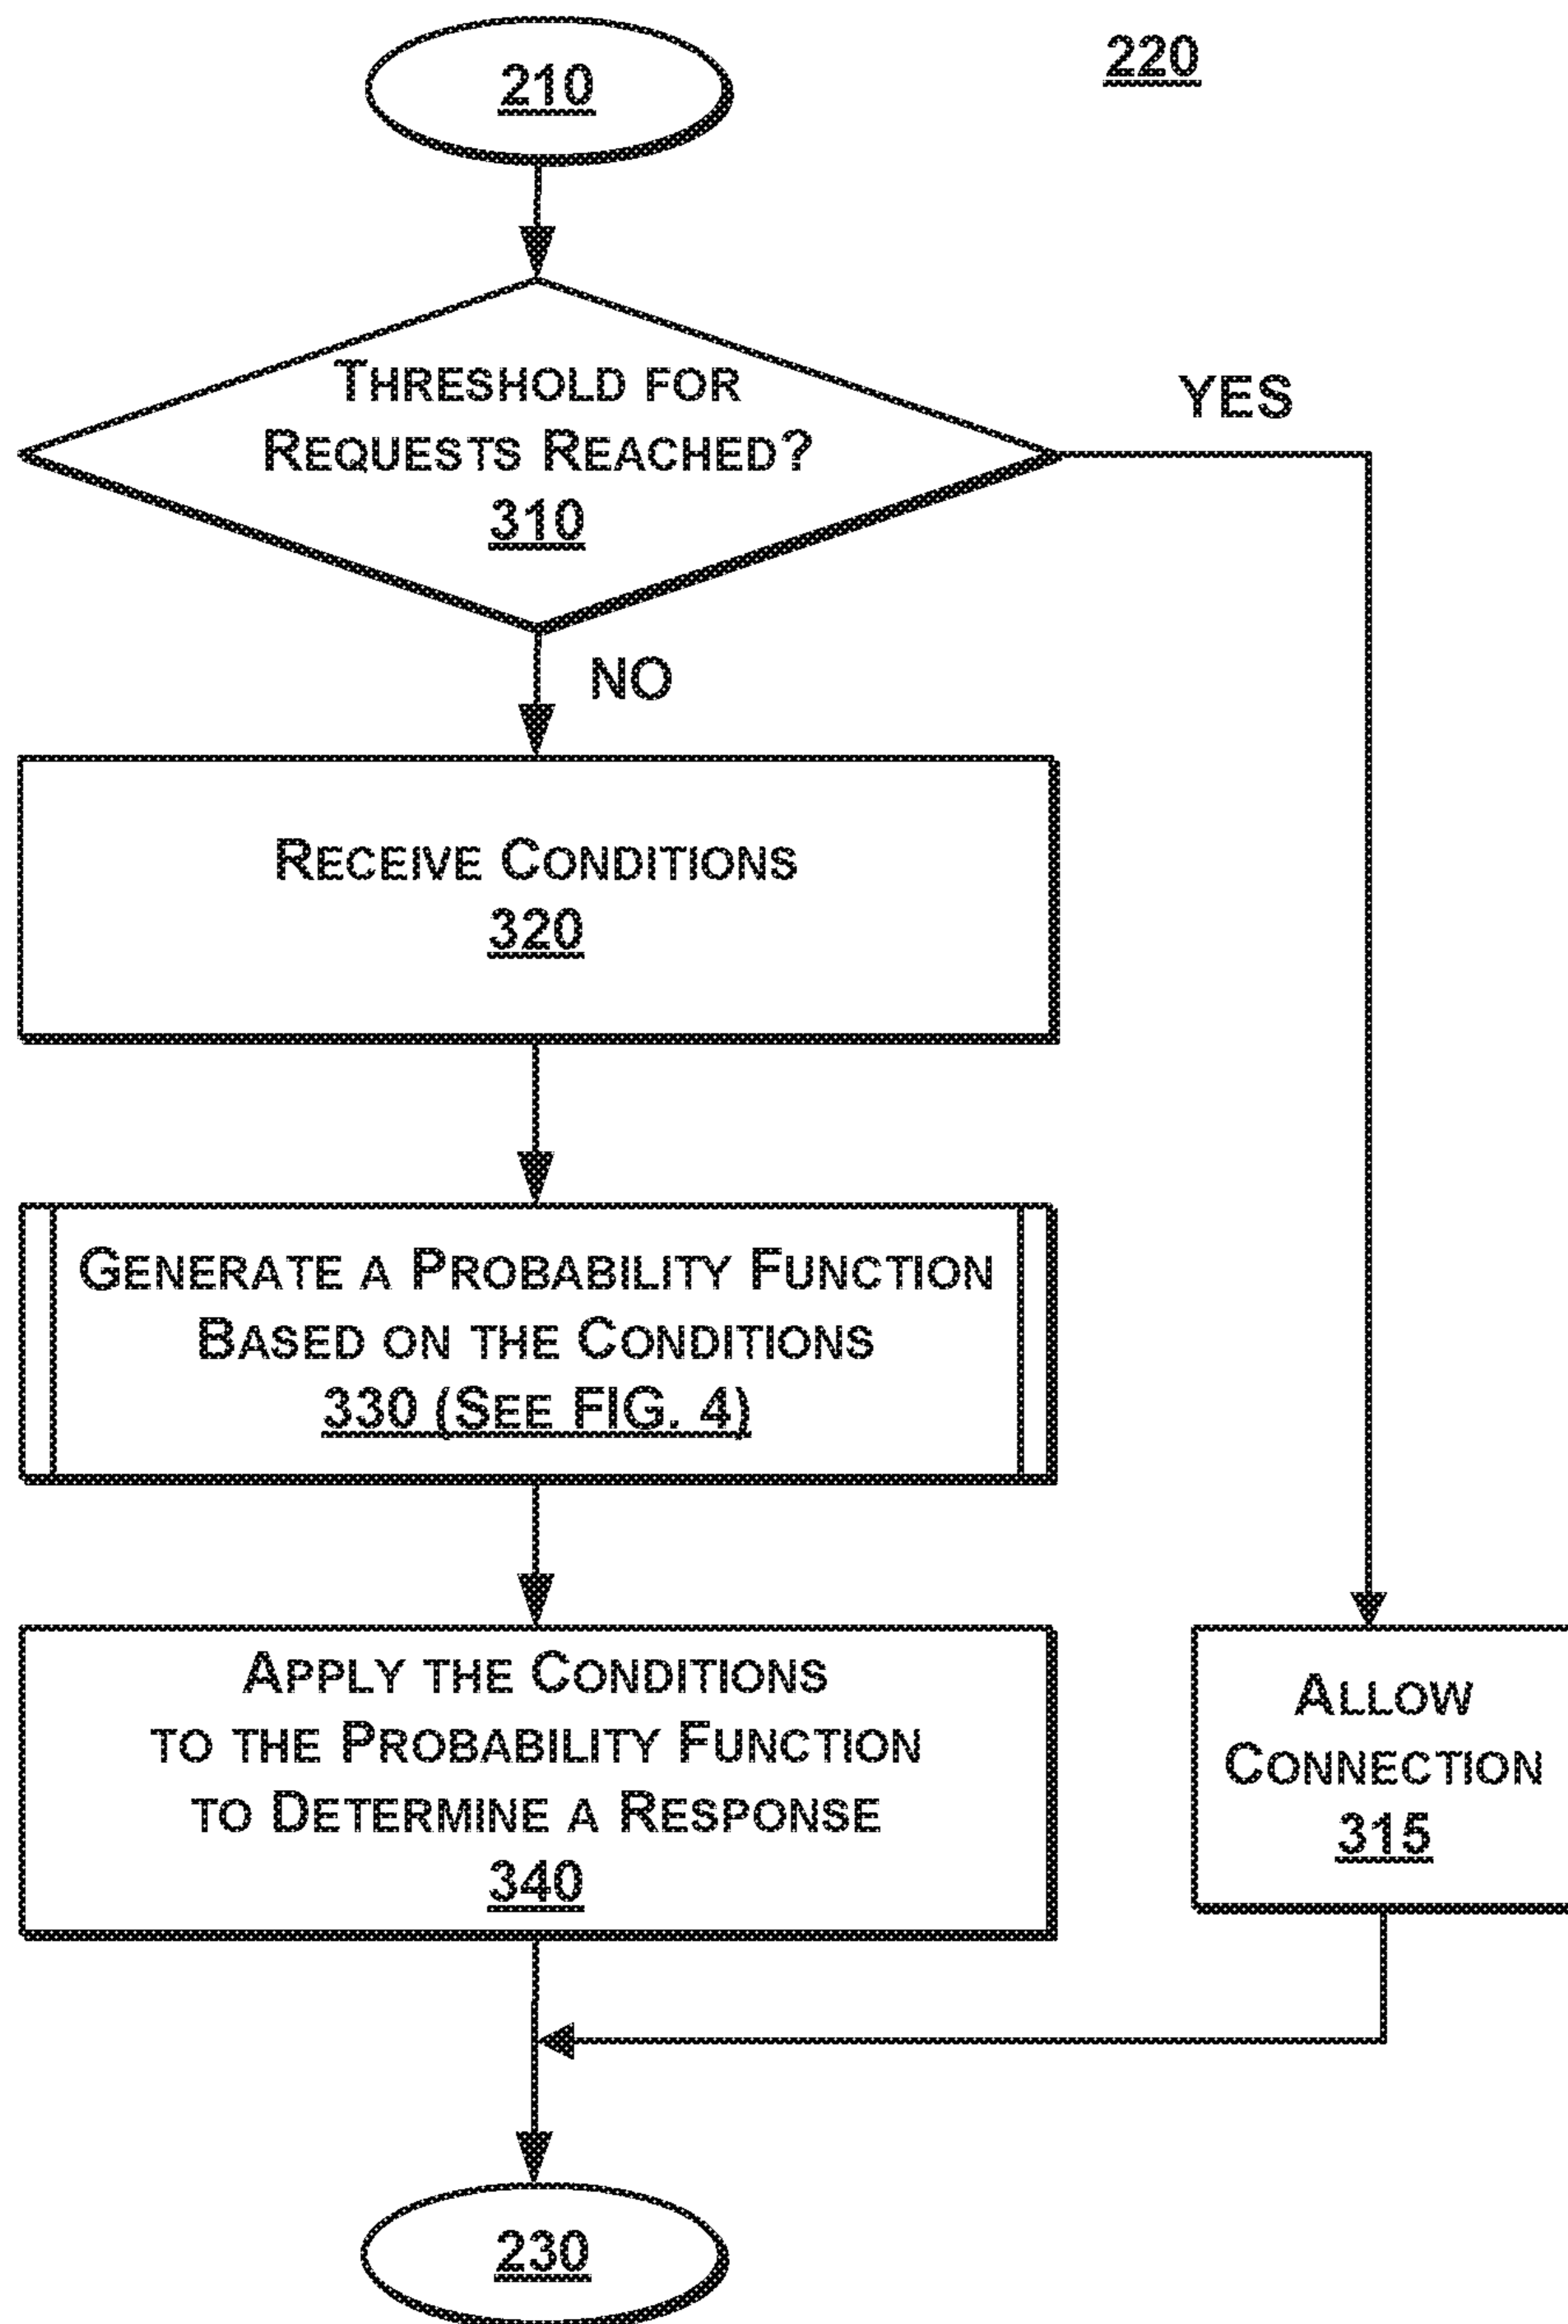 210
220
THRESHOLD FOR
REQUESTS REACHED?
310
YES
NO
RECEIVE CONDITIONS
320
GENERATE A PROBABILITY FUNCTION
BASED ON THE CONDITIONS
330 (SEE FIG. 4)
APPLY THE CONDITIONS
TO THE PROBABILITY FUNCTION
TO DETERMINE A RESPONSE
340
ALLOW
CONNECTION
315
230